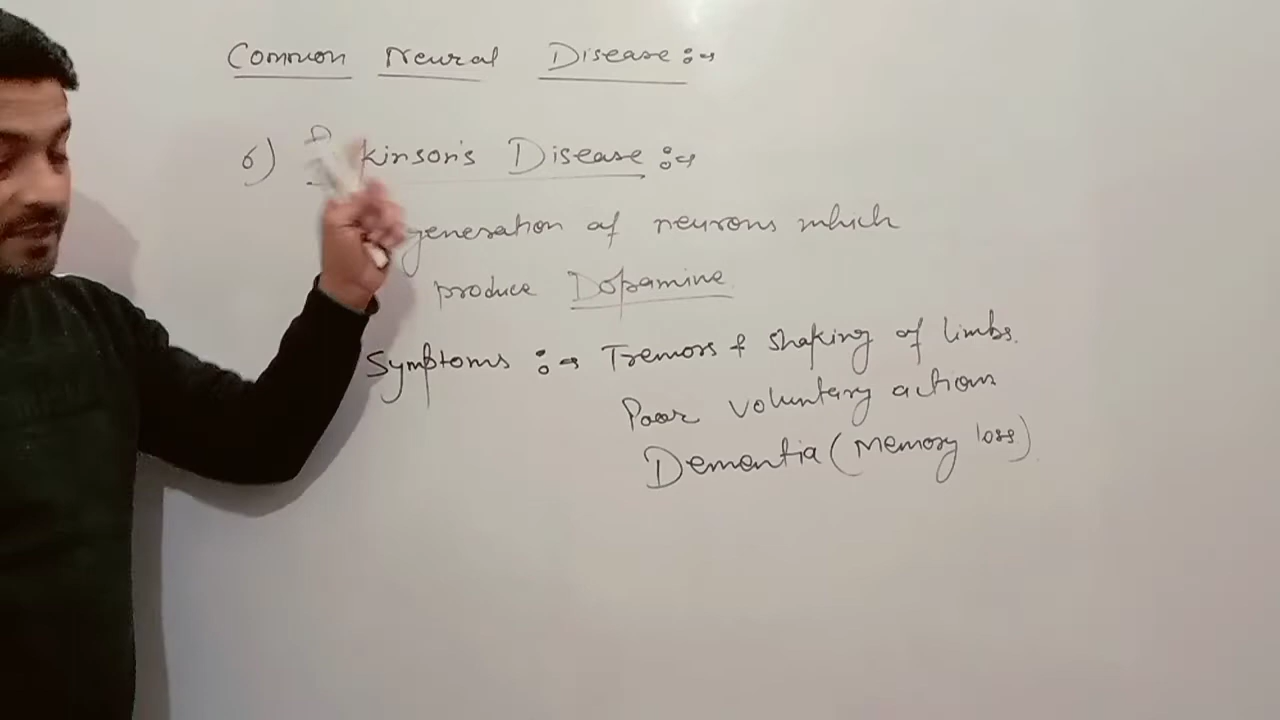 Common Neural Disease :→
6) kinson's Disease :→
generation of neurons which
produce Dopamine
Symptoms :→ Tremors & shaking of limbs.
Poor voluntary actions
Dementia (Memory loss)